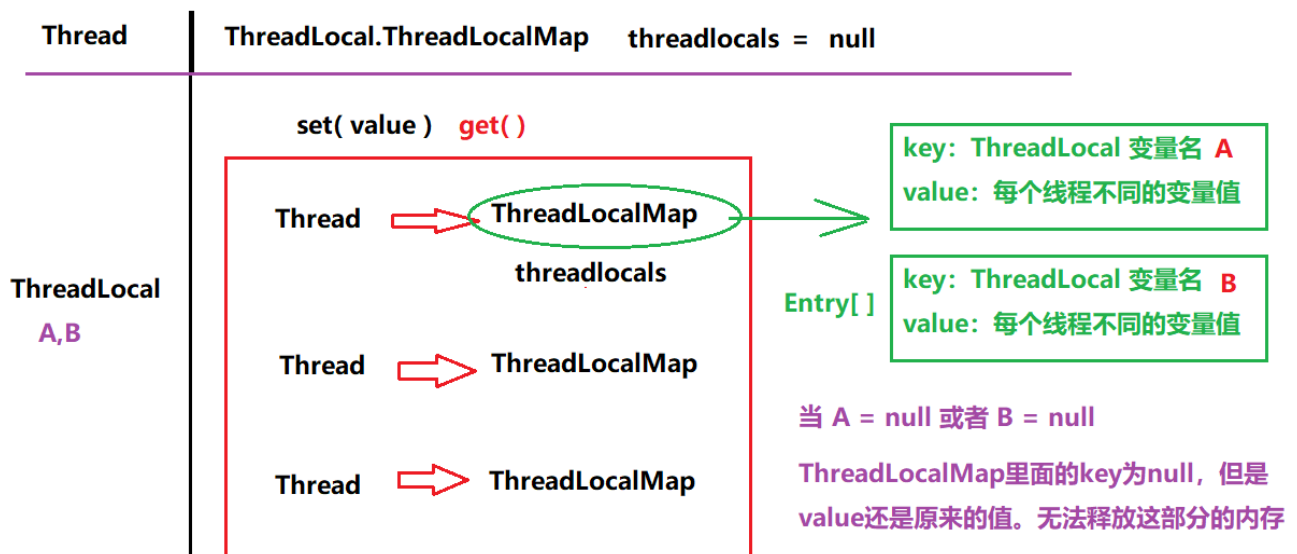 Thread
ThreadLocal.ThreadLocalMap threadlocals = null
set( value ) get( )
Thread
ThreadLocalMap
threadlocals
key: ThreadLocal 变量名 A
value: 每个线程不同的变量值
ThreadLocal
A,B
Entry[ ]
key: ThreadLocal 变量名 B
value: 每个线程不同的变量值
Thread
ThreadLocalMap
Thread
ThreadLocalMap
当 A = null 或者 B = null
ThreadLocalMap里面的key为null，但是
value还是原来的值。无法释放这部分的内存